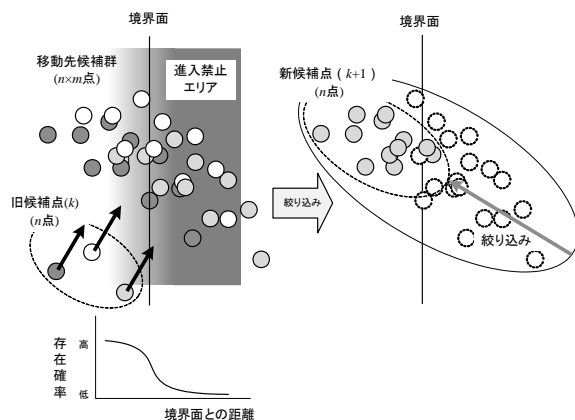 境界面
移動先候補群
(n×m点)
進入禁止
エリア
旧候補点(k)
(n点)
絞り込み
境界面
新候補点(k+1)
(n点)
絞り込み
存在確率
高
低
境界面との距離